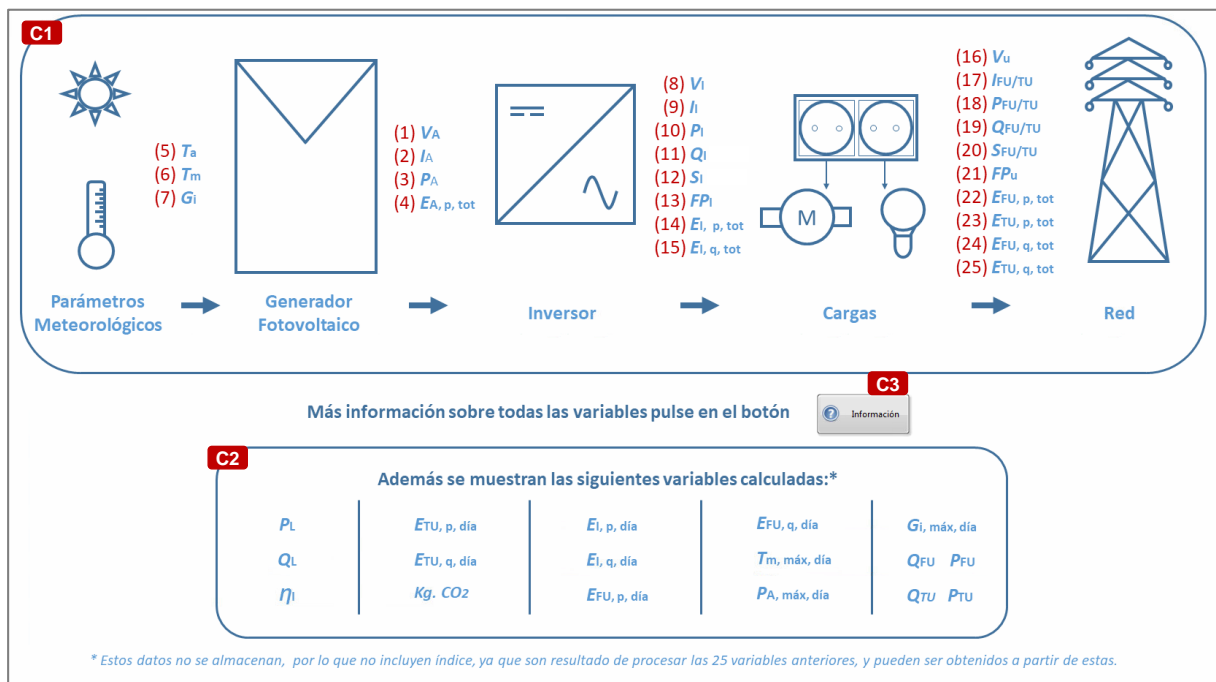 C1
(5) Ta
(6) Tm
(7) Gi
(1) VA
(2) IA
(3) PA
(4) EA, p, tot
(8) VI
(9) II
(10) PI
(11) QI
(12) SI
(13) FPI
(14) EI, p, tot
(15) EI, q, tot
M
(16) Vu
(17) IFU/TU
(18) PFU/TU
(19) QFU/TU
(20) SFU/TU
(21) FPu
(22) EFU, p, tot
(23) ETU, p, tot
(24) EFU, q, tot
(25) ETU, q, tot
Parámetros
Meteorológicos
Generador
Fotovoltaico
Inversor
Cargas
Red
C3
Más información sobre todas las variables pulse en el botón
? Información
C2
Además se muestran las siguientes variables calculadas:*
PL ETU, p, día EI, p, día EFU, q, día Gi, máx, día
QL ETU, q, día EI, q, día Tm, máx, día QFU PFU
ηI Kg. CO2 EFU, p, día PA, máx, día QTU PTU
* Estos datos no se almacenan, por lo que no incluyen índice, ya que son resultado de procesar las 25 variables anteriores, y pueden ser obtenidos a partir de estas.